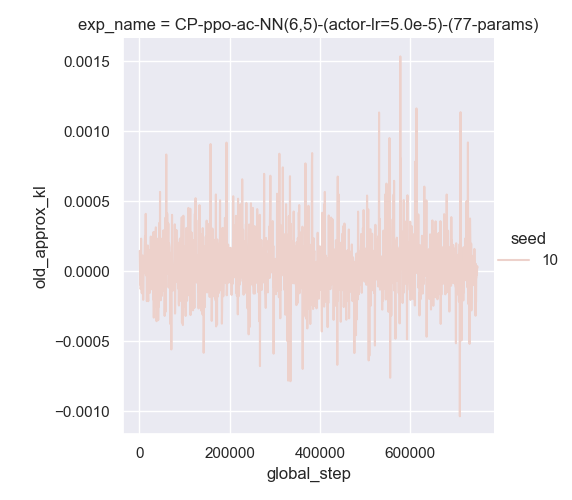 exp_name = CP-ppo-ac-NN(6,5)-(actor-lr=5.0e-5)-(77-params)
0.0015
0.0010
0.0005
0.0000
−0.0005
−0.0010
old_approx_kl
0
200000
400000
600000
global_step
seed
10